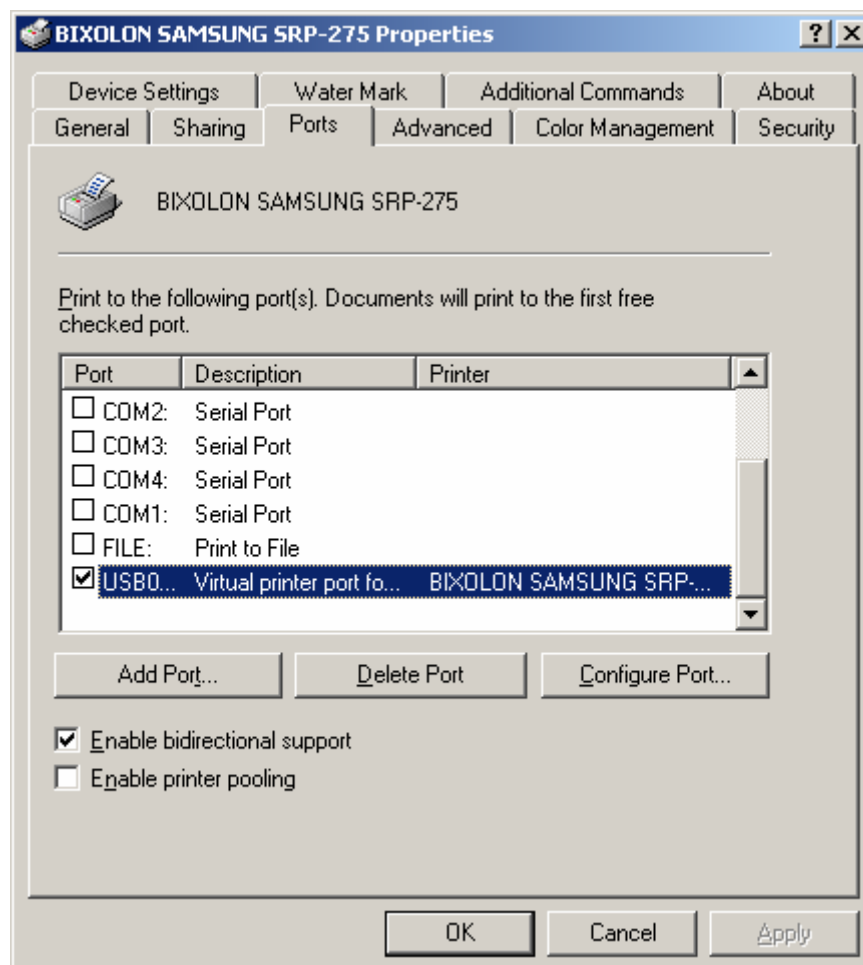 BIXOLON SAMSUNG SRP-275 Properties
Device Settings Water Mark Additional Commands About
General Sharing Ports Advanced Color Management Security
BIXOLON SAMSUNG SRP-275
Print to the following port(s). Documents will print to the first free
checked port.
Port Description Printer
COM2: Serial Port
COM3: Serial Port
COM4: Serial Port
COM1: Serial Port
FILE: Print to File
USB0... Virtual printer port fo... BIXOLON SAMSUNG SRP-...
Add Port... Delete Port Configure Port...
Enable bidirectional support
Enable printer pooling
OK Cancel Apply